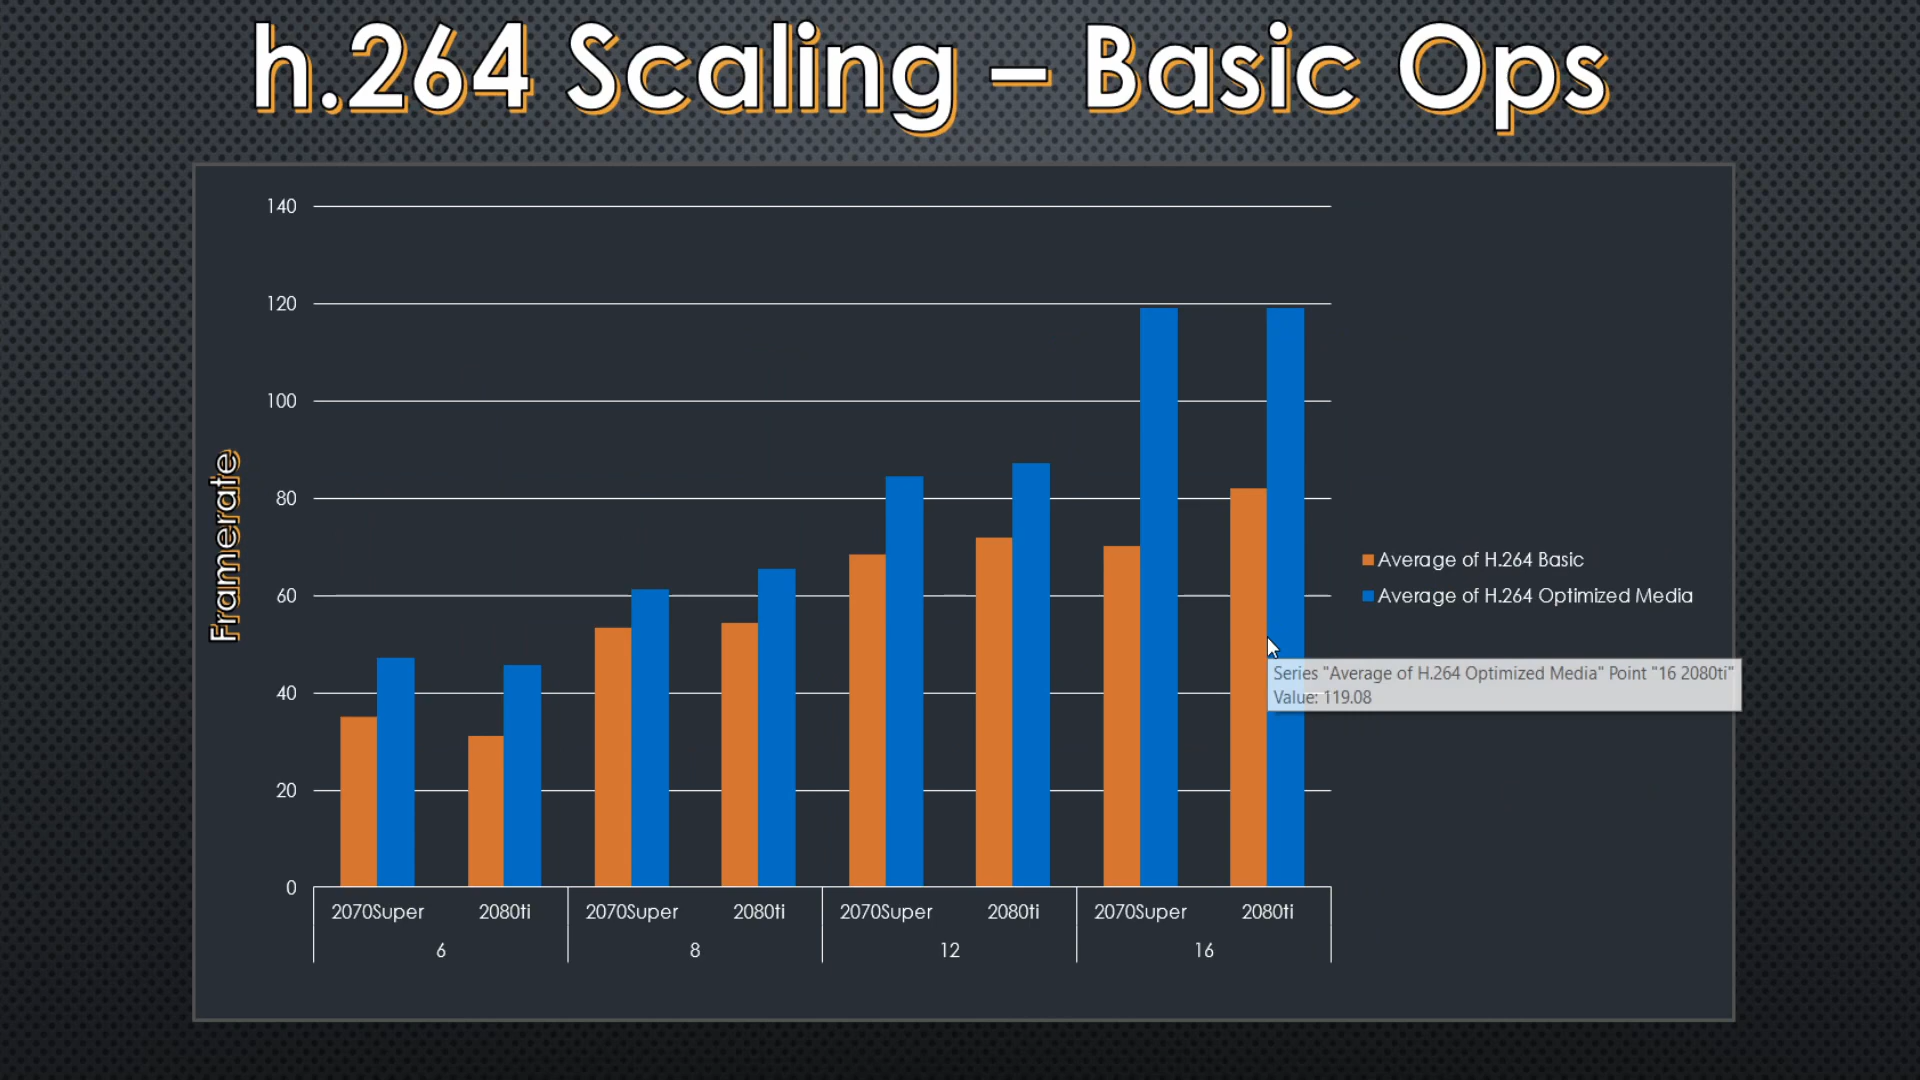 h.264 Scaling – Basic Ops
140
120
100
80
60
40
20
0
Framerate
2070Super 2080ti 2070Super 2080ti 2070Super 2080ti 2070Super 2080ti
6 8 12 16
Average of H.264 Basic
Average of H.264 Optimized Media
Series "Average of H.264 Optimized Media" Point "16 2080ti"
Value: 119.08